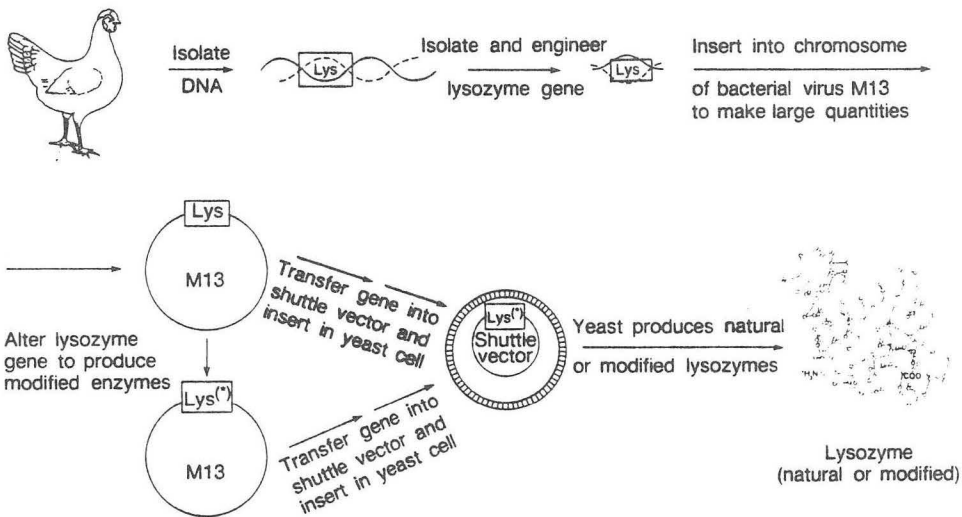 Isolate
DNA
Lys
Isolate and engineer
lysozyme gene
Lys
Insert into chromosome
of bacterial virus M13
to make large quantities
Lys
M13
Transfer gene into
shuttle vector and
insert in yeast cell
Alter lysozyme
gene to produce
modified enzymes
Lys(*)
M13
Transfer gene into
shuttle vector and
insert in yeast cell
Lys(*)
Shuttle
vector
Yeast produces natural
or modified lysozymes
H₃N
COO
Lysozyme
(natural or modified)